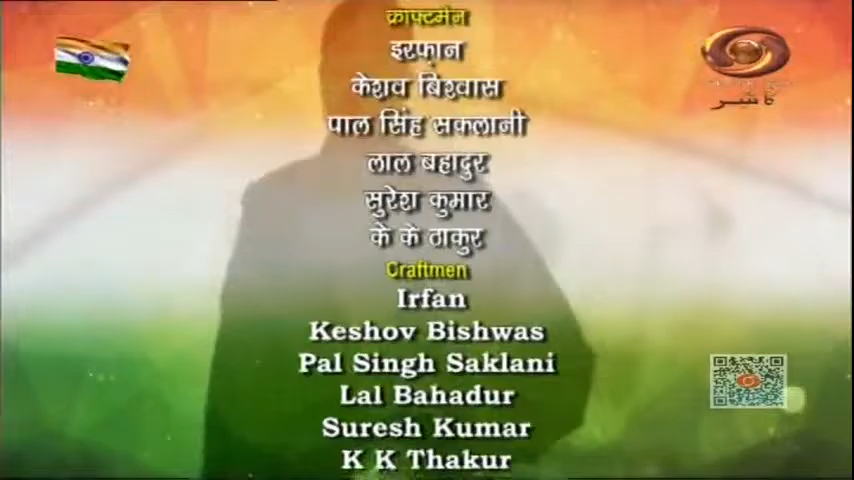 क्राफ्टमैन
इरफ़ान
केशव बिश्वास
पाल सिंह सकलानी
लाल बहादुर
सुरेश कुमार
के के ठाकुर
Craftmen
Irfan
Keshov Bishwas
Pal Singh Saklani
Lal Bahadur
Suresh Kumar
K K Thakur